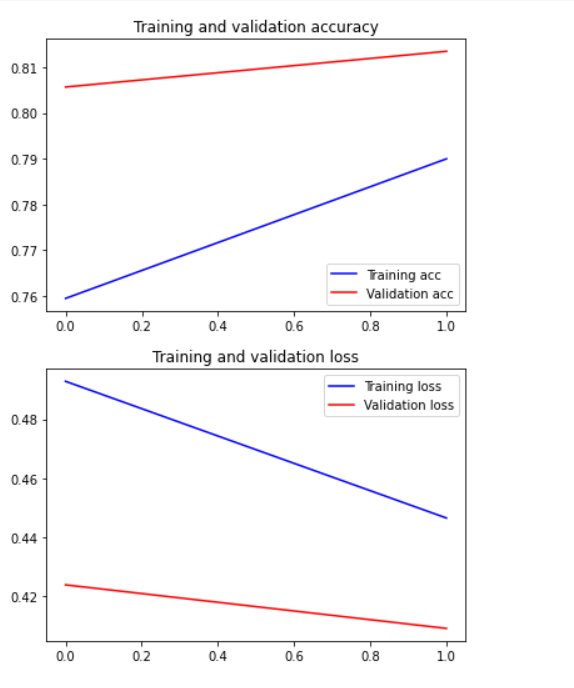 Training and validation accuracy
0.81
0.80
0.79
0.78
0.77
0.76
Training acc
Validation acc
0.0 0.2 0.4 0.6 0.8 1.0
Training and validation loss
Training loss
Validation loss
0.48
0.46
0.44
0.42
0.0 0.2 0.4 0.6 0.8 1.0